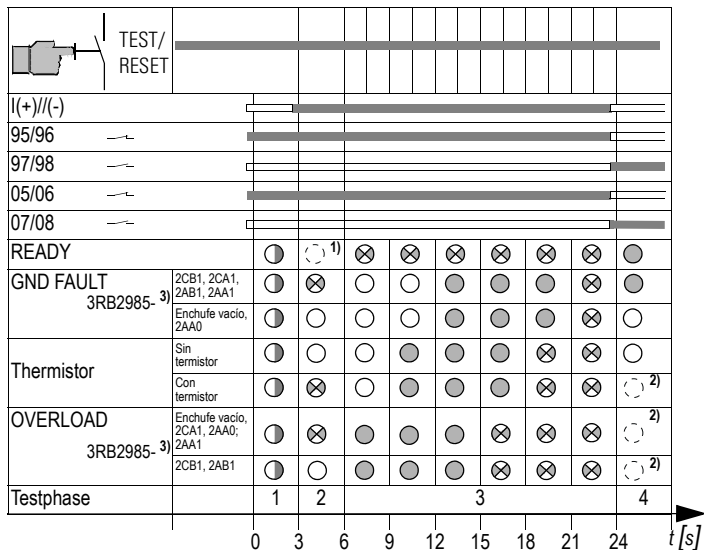 TEST/
RESET
I(+)//(-)
95/96
97/98
05/06
07/08
READY 1)
GND FAULT
3RB2985- 3)
2CB1, 2CA1,
2AB1, 2AA1
Enchufe vacío,
2AA0
Thermistor
Sin
termistor
Con
termistor 2)
OVERLOAD
3RB2985- 3)
Enchufe vacío,
2CA1, 2AA0;
2AA1 2)
2CB1, 2AB1 2)
Testphase 1 2 3 4
0 3 6 9 12 15 18 21 24 t [s]